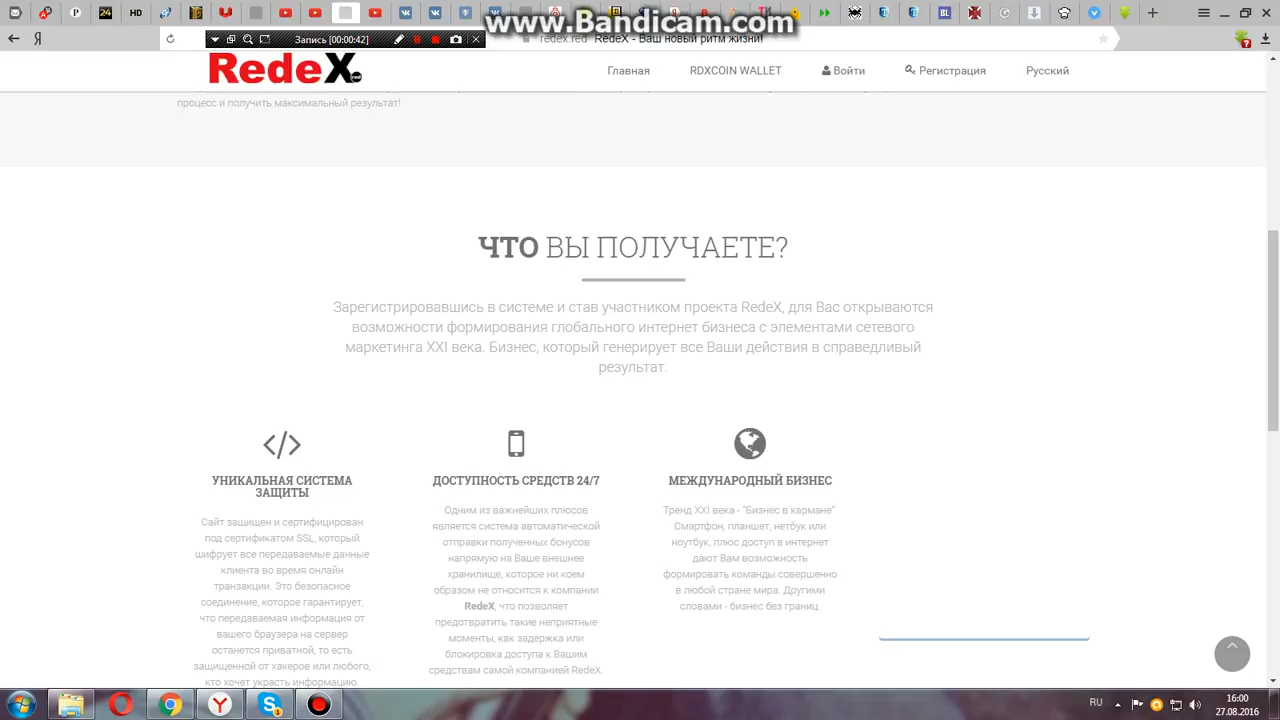 www.Bandicam.com
Запись [00:00:42]
redex.red RedeX - Ваш новый ритм жизни!
RedeX
Главная
RDXCOIN WALLET
Войти
Регистрация
Русский
процесс и получить максимальный результат!
ЧТО ВЫ ПОЛУЧАЕТЕ?
Зарегистрировавшись в системе и став участником проекта RedeX, для Вас открываются
возможности формирования глобального интернет бизнеса с элементами сетевого
маркетинга XXI века. Бизнес, который генерирует все Ваши действия в справедливый
результат.
УНИКАЛЬНАЯ СИСТЕМА
ЗАЩИТЫ
Сайт защищен и сертифицирован
под сертификатом SSL, который
шифрует все передаваемые данные
клиента во время онлайн
транзакции. Это безопасное
соединение, которое гарантирует,
что передаваемая информация от
вашего браузера на сервер
останется приватной, то есть
защищенной от хакеров или любого,
кто хочет украсть информацию.
ДОСТУПНОСТЬ СРЕДСТВ 24/7
Одним из важнейших плюсов
является система автоматической
отправки полученных бонусов
напрямую на Ваше внешнее
хранилище, которое ни коем
образом не относится к компании
RedeX, что позволяет
предотвратить такие неприятные
моменты, как задержка или
блокировка доступа к Вашим
средствам самой компанией RedeX.
МЕЖДУНАРОДНЫЙ БИЗНЕС
Тренд XXI века - "Бизнес в кармане"
Смартфон, планшет, нетбук или
ноутбук, плюс доступ в интернет
дают Вам возможность
формировать команды совершенно
в любой стране мира. Другими
словами - бизнес без границ.
RU
16:00
27.08.2016